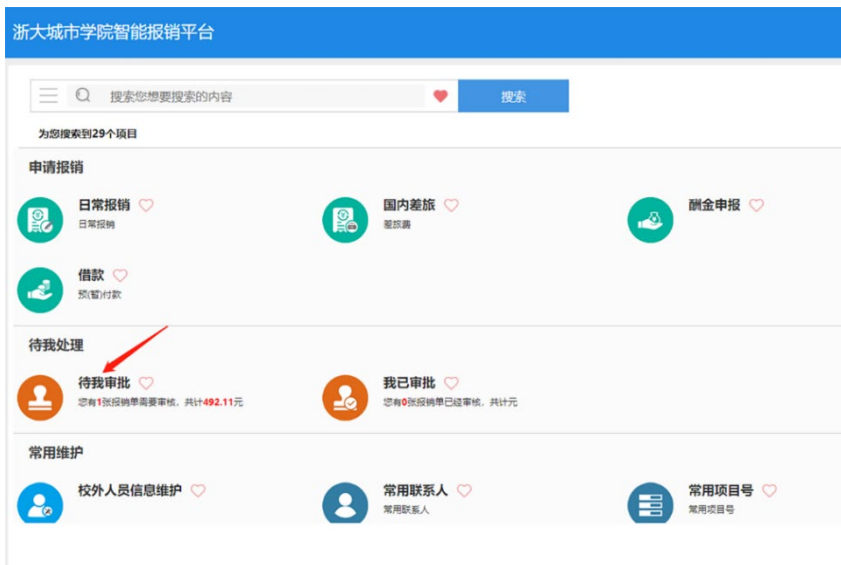 浙大城市学院智能报销平台
搜索您想要搜索的内容 搜索
为您搜索到29个项目
申请报销
日常报销 国内差旅 酬金申报
日常报销 差旅费
借款
预(暂)付款
待我处理
待我审批 我已审批
您有1张报销单需要审核，共计492.11元 您有0张报销单已经审核，共计元
常用维护
校外人员信息维护 常用联系人 常用项目号
常用联系人 常用项目号